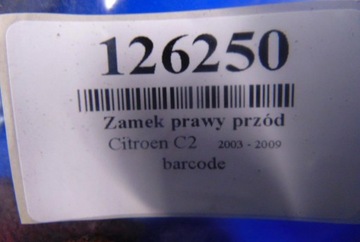 126250
Zamek prawy przód
Citroen C2 2003 - 2009
barcode